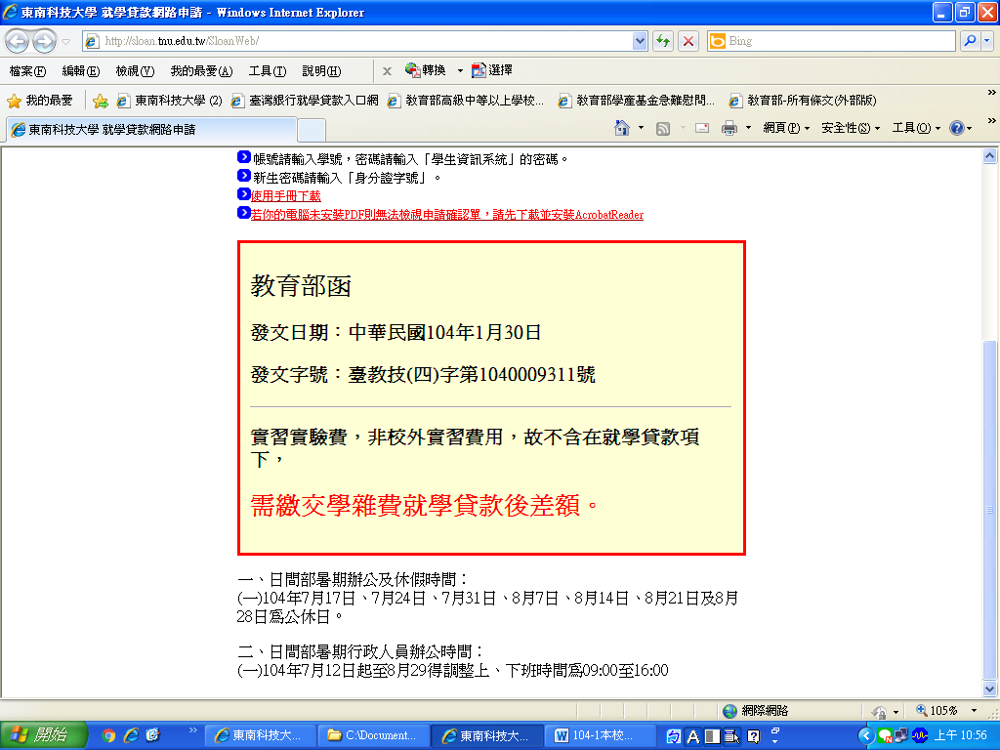 東南科技大學 就學貸款網路申請 - Windows Internet Explorer
http://sloan.tnu.edu.tw/SloanWeb/
Bing
檔案(F) 編輯(E) 檢視(V) 我的最愛(A) 工具(T) 說明(H) x 轉換 選擇
我的最愛 東南科技大學 (2) 臺灣銀行就學貸款入口網 教育部高級中等以上學校... 教育部學產基金急難慰問... 教育部-所有條文(外部版) »
東南科技大學 就學貸款網路申請 網頁(P) 安全性(S) 工具(O) »
帳號請輸入學號，密碼請輸入「學生資訊系統」的密碼。
新生密碼請輸入「身分證字號」。
使用手冊下載
若你的電腦未安裝PDF則無法檢視申請確認單，請先下載並安裝AcrobatReader
教育部函
發文日期：中華民國104年1月30日
發文字號：臺教技(四)字第1040009311號
實習實驗費，非校外實習費用，故不含在就學貸款項
下，
需繳交學雜費就學貸款後差額。
一、日間部暑期辦公及休假時間：
(一)104年7月17日、7月24日、7月31日、8月7日、8月14日、8月21日及8月
28日為公休日。
二、日間部暑期行政人員辦公時間：
(一)104年7月12日起至8月29得調整上、下班時間為09:00至16:00
網際網路 105%
開始 » 東南科技大... C:\Document... 東南科技大... 104-1本校... A 上午 10:56